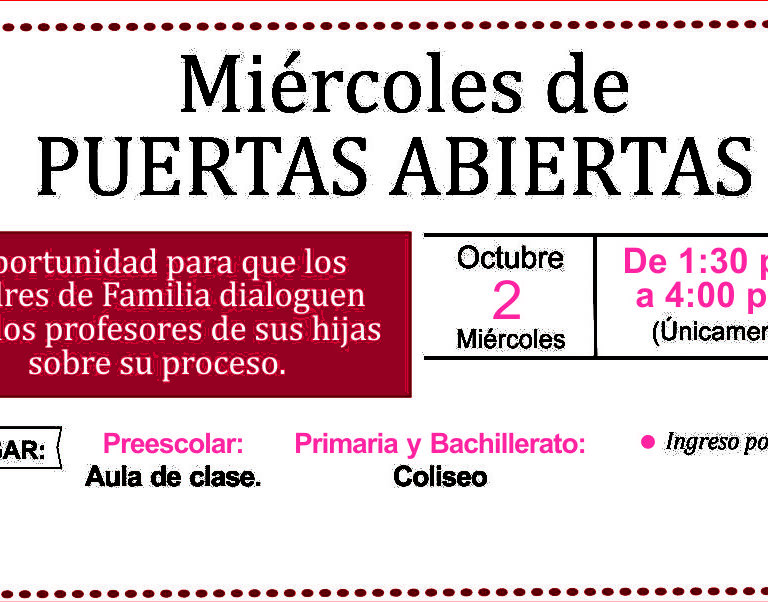 Miércoles de
PUERTAS ABIERTAS
portunidad para que los
dres de Familia dialoguen
los profesores de sus hijas
sobre su proceso.
Octubre
2
Miércoles
De 1:30 p
a 4:00 p
(Únicamen
GAR:
Preescolar:
Aula de clase.
Primaria y Bachillerato:
Coliseo
Ingreso po